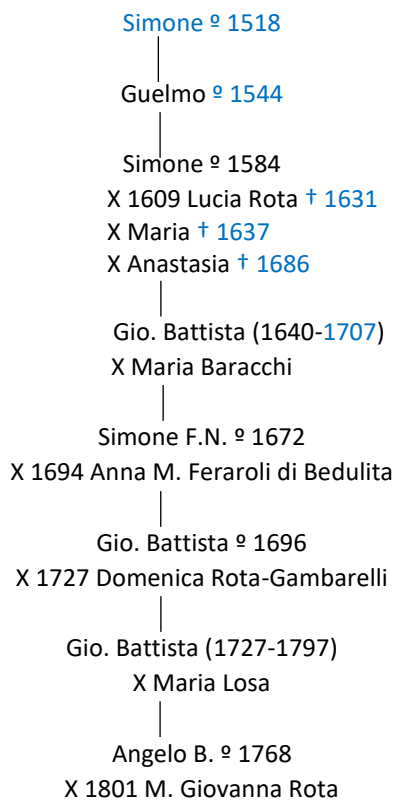 Simone º 1518
Guelmo º 1544
Simone º 1584
X 1609 Lucia Rota † 1631
X Maria † 1637
X Anastasia † 1686
Gio. Battista (1640-1707)
X Maria Baracchi
Simone F.N. º 1672
X 1694 Anna M. Feraroli di Bedulita
Gio. Battista º 1696
X 1727 Domenica Rota-Gambarelli
Gio. Battista (1727-1797)
X Maria Losa
Angelo B. º 1768
X 1801 M. Giovanna Rota